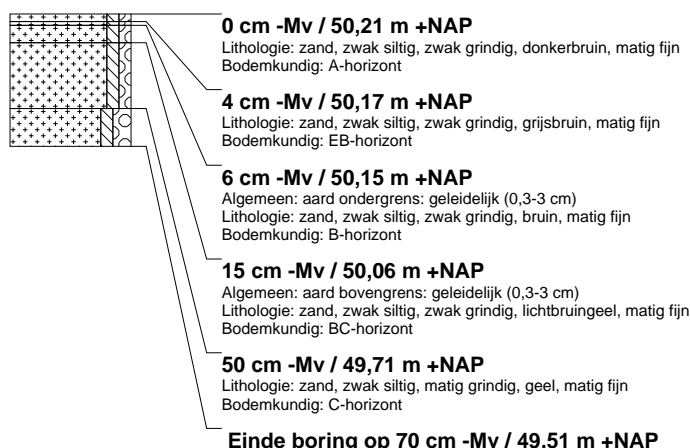 0 cm -Mv / 50,21 m +NAP
Lithologie: zand, zwak siltig, zwak grindig, donkerbruin, matig fijn
Bodemkundig: A-horizont
4 cm -Mv / 50,17 m +NAP
Lithologie: zand, zwak siltig, zwak grindig, grijsbruin, matig fijn
Bodemkundig: EB-horizont
6 cm -Mv / 50,15 m +NAP
Algemeen: aard ondergrens: geleidelijk (0,3-3 cm)
Lithologie: zand, zwak siltig, zwak grindig, bruin, matig fijn
Bodemkundig: B-horizont
15 cm -Mv / 50,06 m +NAP
Algemeen: aard bovengrens: geleidelijk (0,3-3 cm)
Lithologie: zand, zwak siltig, zwak grindig, lichtbruingeel, matig fijn
Bodemkundig: BC-horizont
50 cm -Mv / 49,71 m +NAP
Lithologie: zand, zwak siltig, matig grindig, geel, matig fijn
Bodemkundig: C-horizont
Einde boring op 70 cm -Mv / 49,51 m +NAP